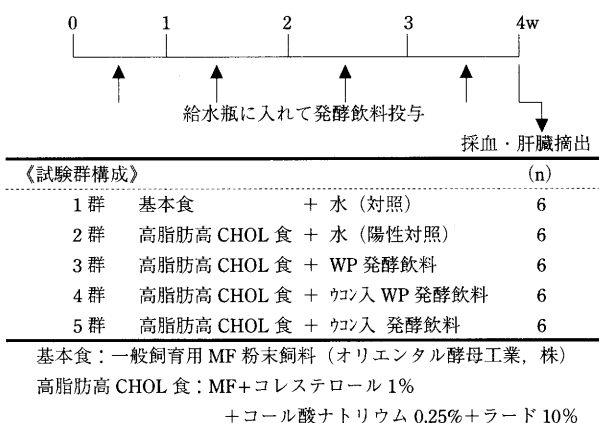 0 1 2 3 4w
給水瓶に入れて発酵飲料投与
採血・肝臓摘出
《試験群構成》 (n)
1群 基本食 + 水(対照) 6
2群 高脂肪高 CHOL 食 + 水(陽性対照) 6
3群 高脂肪高 CHOL 食 + WP 発酵飲料 6
4群 高脂肪高 CHOL 食 + ウコン入 WP 発酵飲料 6
5群 高脂肪高 CHOL 食 + ウコン入 発酵飲料 6
基本食:一般飼育用 MF 粉末飼料(オリエンタル酵母工業,株)
高脂肪高 CHOL 食:MF+コレステロール 1%
+コール酸ナトリウム 0.25%+ラード 10%